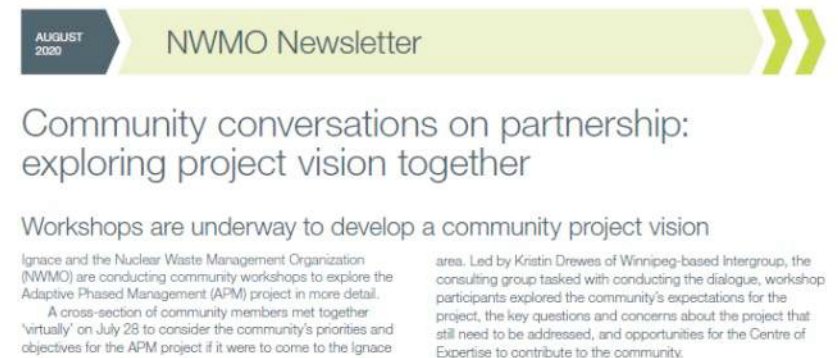 AUGUST
2020
NWMO Newsletter
Community conversations on partnership:
exploring project vision together
Workshops are underway to develop a community project vision
Ignace and the Nuclear Waste Management Organization
(NWMO) are conducting community workshops to explore the
Adaptive Phased Management (APM) project in more detail.
A cross-section of community members met together
'virtually' on July 28 to consider the community's priorities and
objectives for the APM project if it were to come to the Ignace
area. Led by Kristin Drewes of Winnipeg-based Intergroup, the
consulting group tasked with conducting the dialogue, workshop
participants explored the community's expectations for the
project, the key questions and concerns about the project that
still need to be addressed, and opportunities for the Centre of
Expertise to contribute to the community.